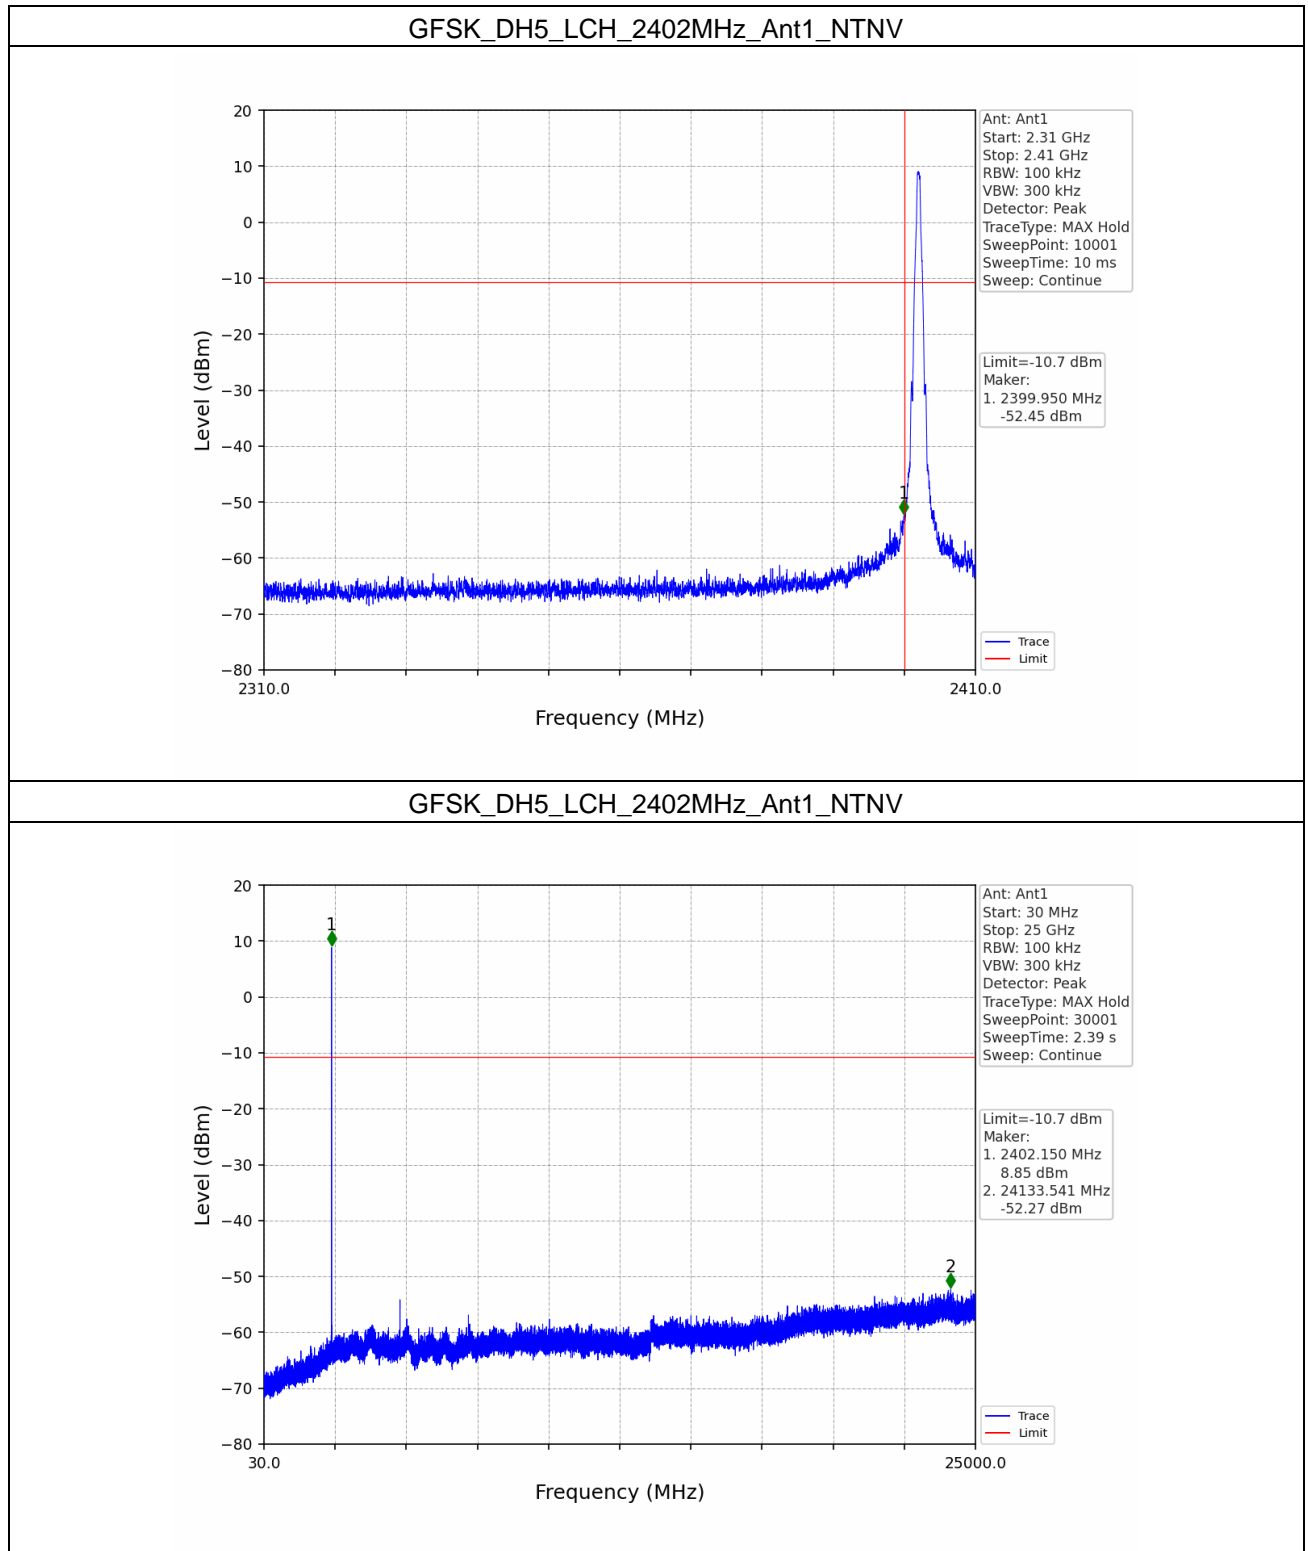 GFSK_DH5_LCH_2402MHz_Ant1_NTNV
20
10
0
−10
−20
−30
−40
−50
−60
−70
−80
Level (dBm)
1
2310.0
2410.0
Frequency (MHz)
Ant: Ant1
Start: 2.31 GHz
Stop: 2.41 GHz
RBW: 100 kHz
VBW: 300 kHz
Detector: Peak
TraceType: MAX Hold
SweepPoint: 10001
SweepTime: 10 ms
Sweep: Continue
Limit=-10.7 dBm
Maker:
1. 2399.950 MHz
-52.45 dBm
Trace
Limit
GFSK_DH5_LCH_2402MHz_Ant1_NTNV
20
10
0
−10
−20
−30
−40
−50
−60
−70
−80
Level (dBm)
1
2
30.0
25000.0
Frequency (MHz)
Ant: Ant1
Start: 30 MHz
Stop: 25 GHz
RBW: 100 kHz
VBW: 300 kHz
Detector: Peak
TraceType: MAX Hold
SweepPoint: 30001
SweepTime: 2.39 s
Sweep: Continue
Limit=-10.7 dBm
Maker:
1. 2402.150 MHz
8.85 dBm
2. 24133.541 MHz
-52.27 dBm
Trace
Limit